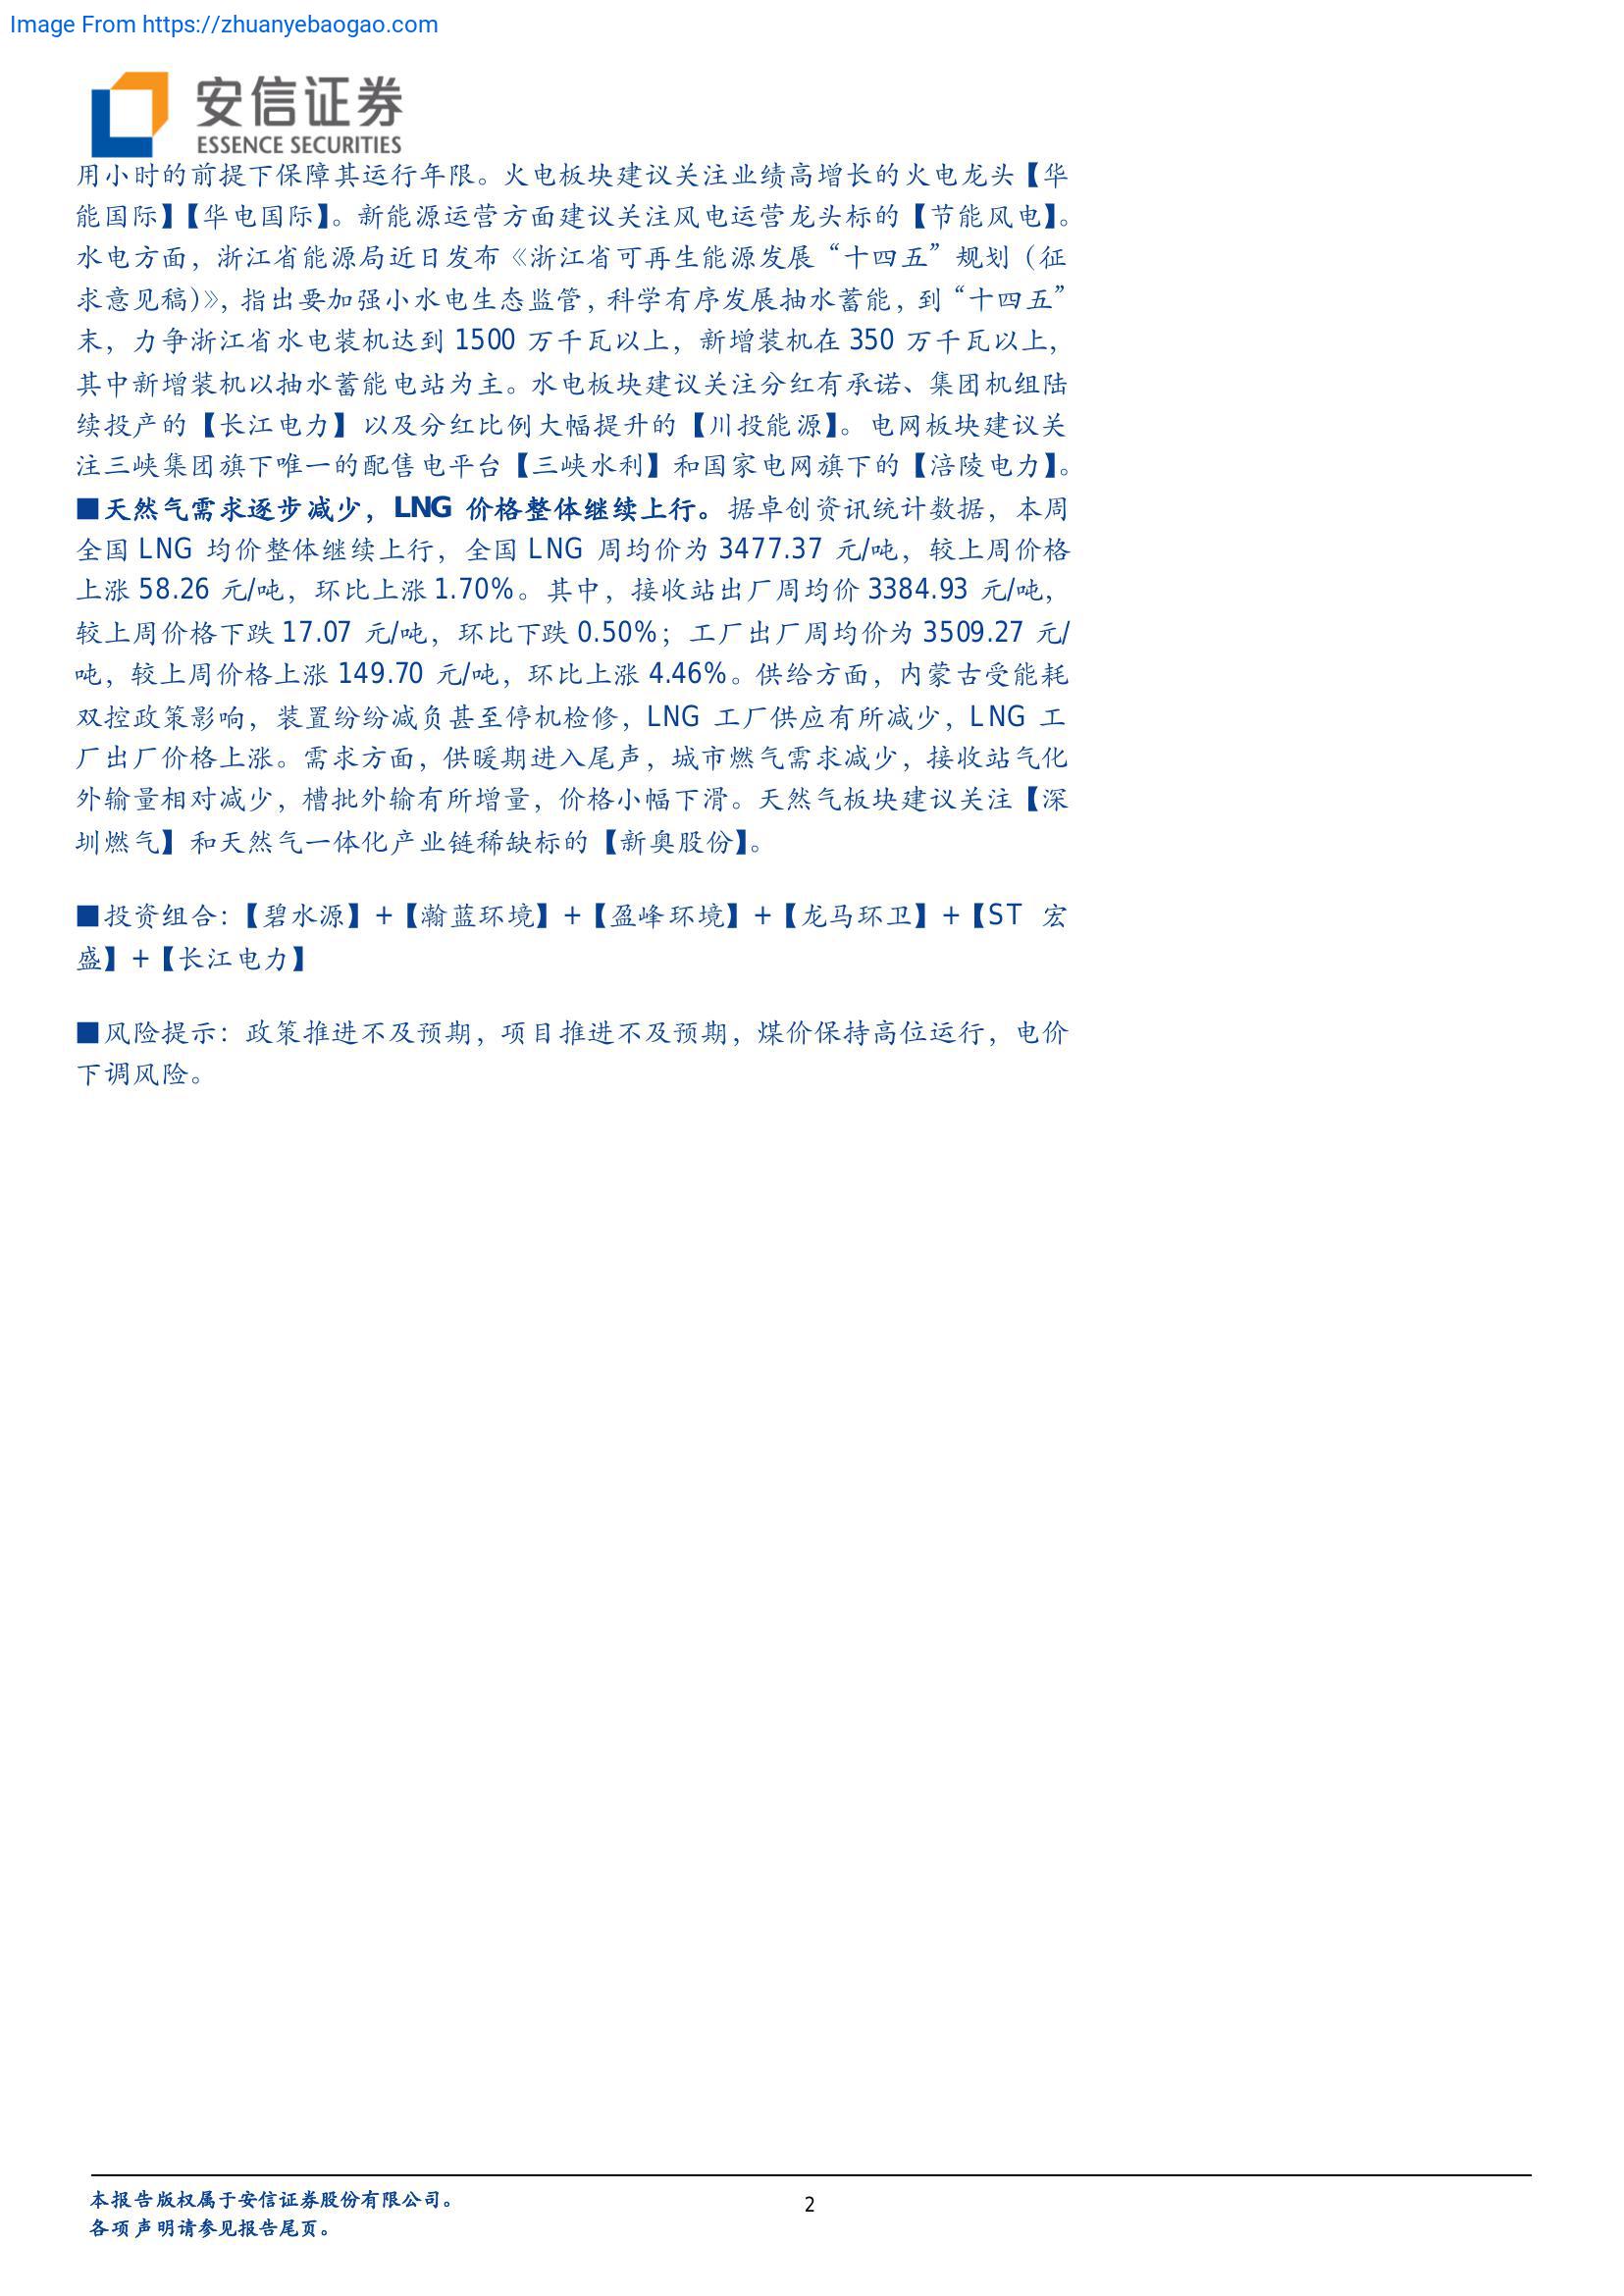 Image From https://zhuanyebaogao.com
安信证券
ESSENCE SECURITIES
用小时的前提下保障其运行年限。火电板块建议关注业绩高增长的火电龙头【华
能国际】【华电国际】。新能源运营方面建议关注风电运营龙头标的【节能风电】。
水电方面，浙江省能源局近日发布《浙江省可再生能源发展“十四五”规划（征
求意见稿）》，指出要加强小水电生态监管，科学有序发展抽水蓄能，到“十四五”
末，力争浙江省水电装机达到 1500 万千瓦以上，新增装机在 350 万千瓦以上，
其中新增装机以抽水蓄能电站为主。水电板块建议关注分红有承诺、集团机组陆
续投产的【长江电力】以及分红比例大幅提升的【川投能源】。电网板块建议关
注三峡集团旗下唯一的配售电平台【三峡水利】和国家电网旗下的【涪陵电力】。
■天然气需求逐步减少，LNG 价格整体继续上行。据卓创资讯统计数据，本周
全国 LNG 均价整体继续上行，全国 LNG 周均价为 3477.37 元/吨，较上周价格
上涨 58.26 元/吨，环比上涨 1.70%。其中，接收站出厂周均价 3384.93 元/吨，
较上周价格下跌 17.07 元/吨，环比下跌 0.50%；工厂出厂周均价为 3509.27 元/
吨，较上周价格上涨 149.70 元/吨，环比上涨 4.46%。供给方面，内蒙古受能耗
双控政策影响，装置纷纷减负甚至停机检修，LNG 工厂供应有所减少，LNG 工
厂出厂价格上涨。需求方面，供暖期进入尾声，城市燃气需求减少，接收站气化
外输量相对减少，槽批外输有所增量，价格小幅下滑。天然气板块建议关注【深
圳燃气】和天然气一体化产业链稀缺标的【新奥股份】。
■投资组合：【碧水源】+【瀚蓝环境】+【盈峰环境】+【龙马环卫】+【ST 宏
盛】+【长江电力】
■风险提示：政策推进不及预期，项目推进不及预期，煤价保持高位运行，电价
下调风险。
本报告版权属于安信证券股份有限公司。
2
各项声明请参见报告尾页。